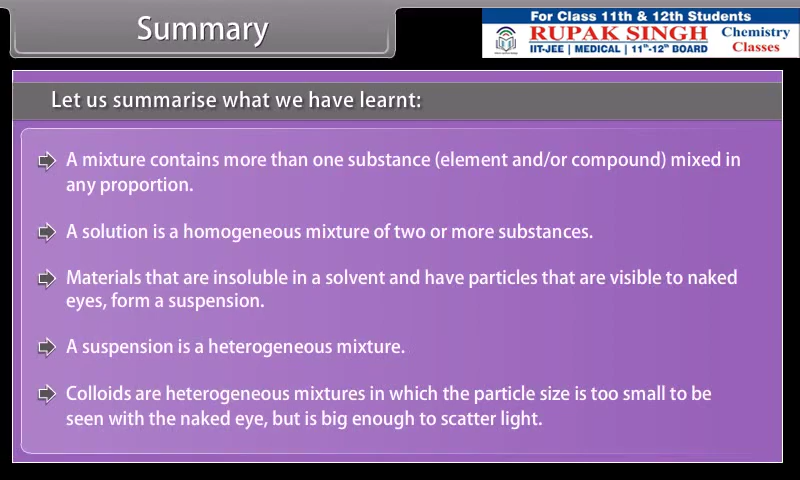 Summary
For Class 11th & 12th Students
RUPAK SINGH
Chemistry
Classes
IIT-JEE | MEDICAL | 11th-12th BOARD
Let us summarise what we have learnt:
A mixture contains more than one substance (element and/or compound) mixed in
any proportion.
A solution is a homogeneous mixture of two or more substances.
Materials that are insoluble in a solvent and have particles that are visible to naked
eyes, form a suspension.
A suspension is a heterogeneous mixture.
Colloids are heterogeneous mixtures in which the particle size is too small to be
seen with the naked eye, but is big enough to scatter light.